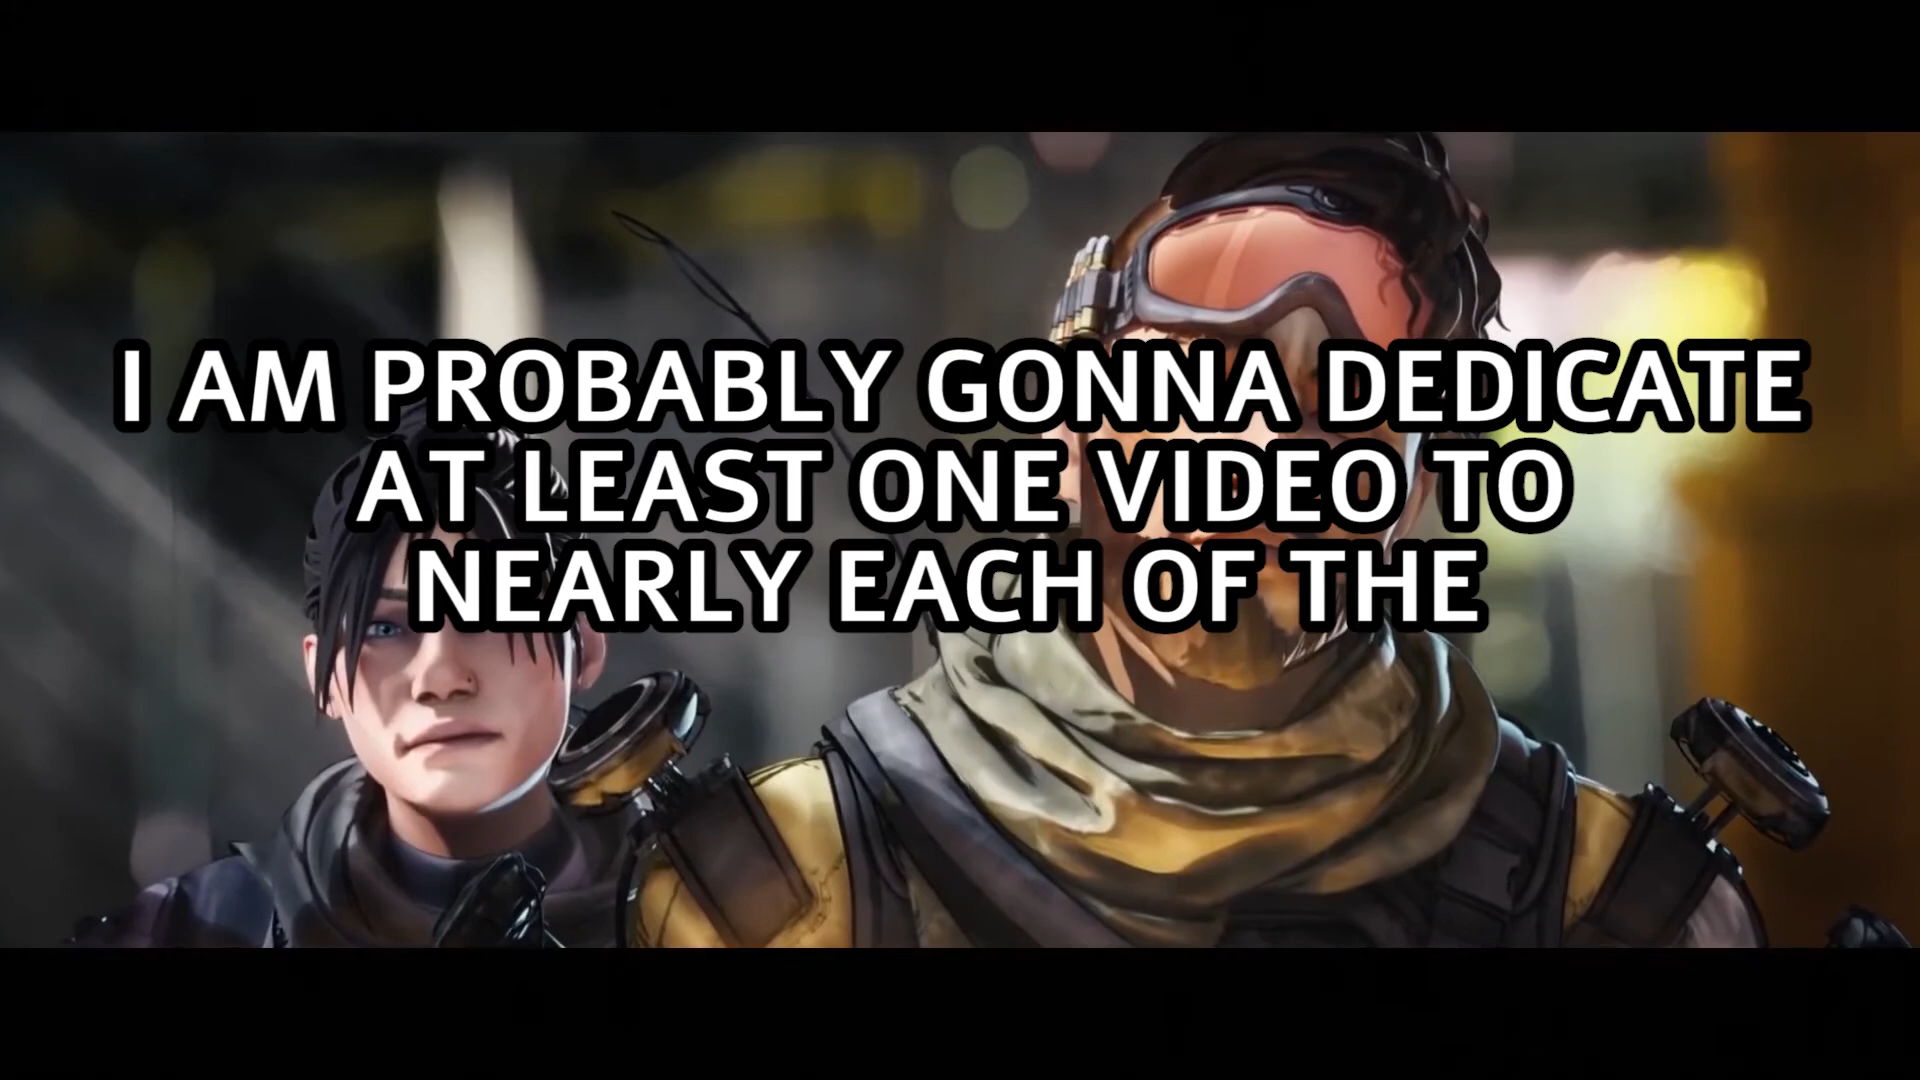 I AM PROBABLY GONNA DEDICATE
AT LEAST ONE VIDEO TO
NEARLY EACH OF THE